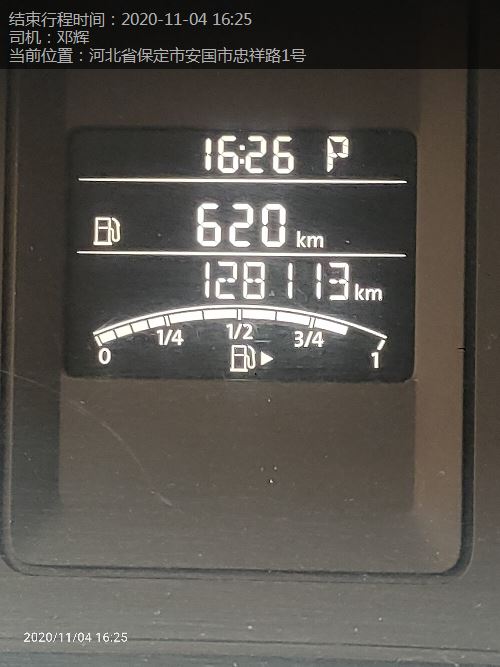 结束行程时间：2020-11-04 16:25
司机：邓辉
当前位置：河北省保定市安国市忠祥路1号
16:26 P
620 km
128113 km
0 1/4 1/2 3/4 1
2020/11/04 16:25